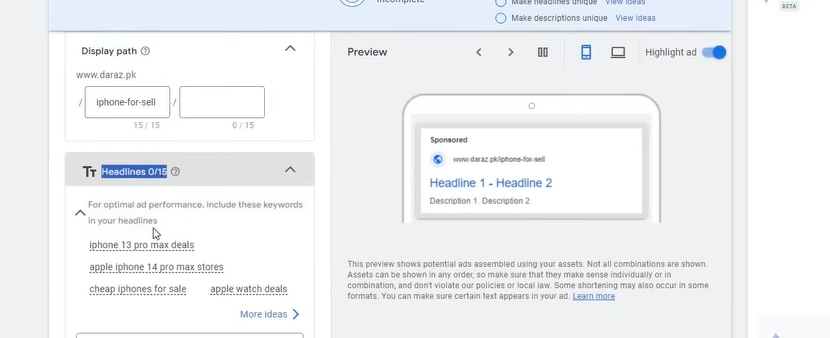 Incomplete
Make headlines unique View ideas
Make descriptions unique View ideas
BETA
Display path
www.daraz.pk
/ iphone-for-sell /
15 / 15 0 / 15
Headlines 0/15
For optimal ad performance, include these keywords
in your headlines
iphone 13 pro max deals
apple iphone 14 pro max stores
cheap iphones for sale apple watch deals
More ideas
Preview
Highlight ad
Sponsored
www.daraz.pk/iphone-for-sell
Headline 1 - Headline 2
Description 1. Description 2.
This preview shows potential ads assembled using your assets. Not all combinations are shown.
Assets can be shown in any order, so make sure that they make sense individually or in
combination, and don't violate our policies or local law. Some shortening may also occur in some
formats. You can make sure certain text appears in your ad. Learn more